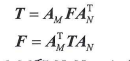 T = A_M F A_N^T
F = A_M^T T A_N